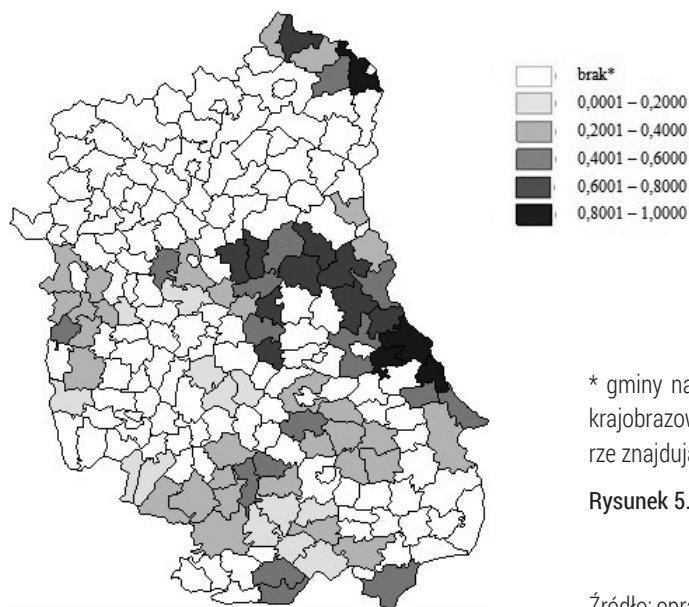 brak*
0,0001 – 0,2000
0,2001 – 0,4000
0,4001 – 0,6000
0,6001 – 0,8000
0,8001 – 1,0000
* gminy na
krajobrazow
rze znajdują
Rysunek 5.
Źródło: opra